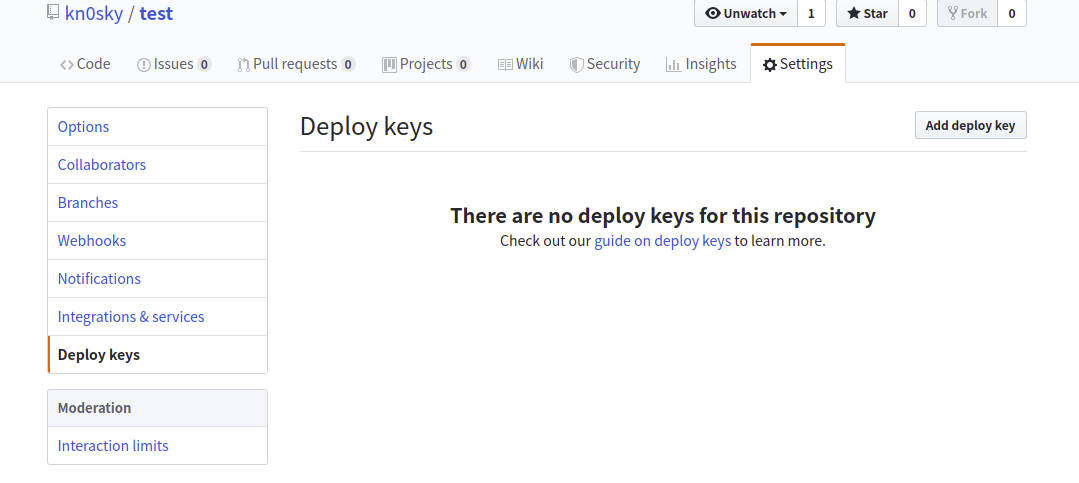 kn0sky / test
Unwatch 1 Star 0 Fork 0
Code Issues 0 Pull requests 0 Projects 0 Wiki Security Insights Settings
Options
Collaborators
Branches
Webhooks
Notifications
Integrations & services
Deploy keys
Moderation
Interaction limits
Deploy keys
Add deploy key
There are no deploy keys for this repository
Check out our guide on deploy keys to learn more.